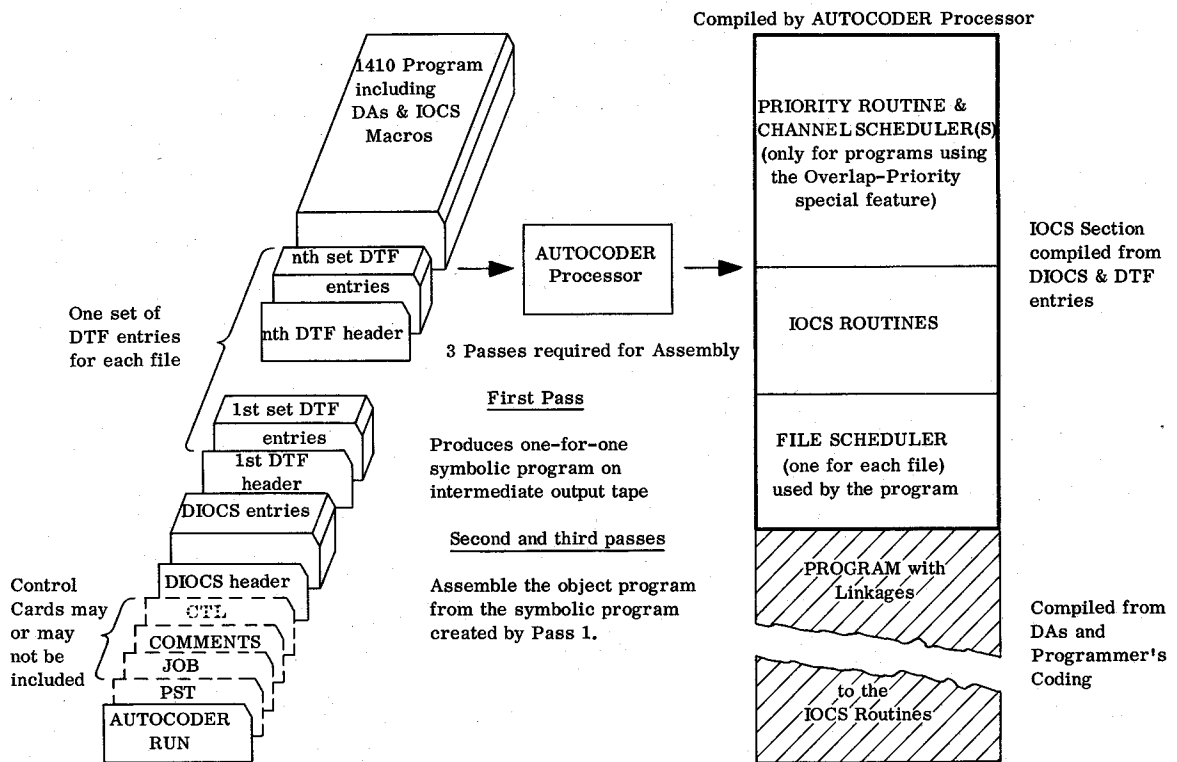 Compiled by AUTOCODER Processor
1410 Program
including
DAs & IOCS
Macros
nth set DTF
entries
nth DTF header
One set of
DTF entries
for each file
1st set DTF
entries
1st DTF
header
DIOCS entries
DIOCS header
Control
Cards may
or may
not be
included
CTL
COMMENTS
JOB
PST
AUTOCODER
RUN
AUTOCODER
Processor
3 Passes required for Assembly
First Pass
Produces one-for-one
symbolic program on
intermediate output tape
Second and third passes
Assemble the object program
from the symbolic program
created by Pass 1.
PRIORITY ROUTINE &
CHANNEL SCHEDULER(S)
(only for programs using
the Overlap-Priority
special feature)
IOCS ROUTINES
FILE SCHEDULER
(one for each file)
used by the program
PROGRAM with
Linkages
to the
IOCS Routines
IOCS Section
compiled from
DIOCS & DTF
entries
Compiled from
DAs and
Programmer's
Coding